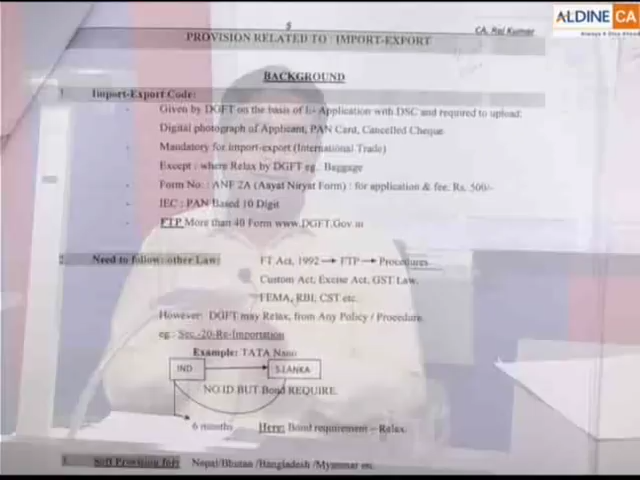 ALDINE CA
5
CA. Raj Kumar
PROVISION RELATED TO : IMPORT-EXPORT
BACKGROUND
1. Import-Export Code:
- Given by DGFT on the basis of I:- Application with DSC and required to upload:
Digital photograph of Applicant, PAN Card, Cancelled Cheque
- Mandatory for import-export (International Trade)
Except : where Relax by DGFT eg. Baggage
- Form No. : ANF 2A (Aayat Niryat Form) : for application & fee. Rs. 500/-
- IEC : PAN Based 10 Digit
- FTP More than 40 Form www.DGFT.Gov.in
2. Need to follow: other Law: FT Act, 1992 → FTP → Procedures
Custom Act, Excise Act, GST Law.
FEMA, RBI, CST etc.
However: DGFT may Relax, from Any Policy / Procedure.
eg:- Sec.-20-Re-Importation
Example: TATA Nano
IND S.LANKA
NO ID BUT Bond REQUIRE.
6 months Here: Bond requirement – Relax.
3. Soft Provision for: Nepal /Bhutan /Bangladesh /Myanmar etc.